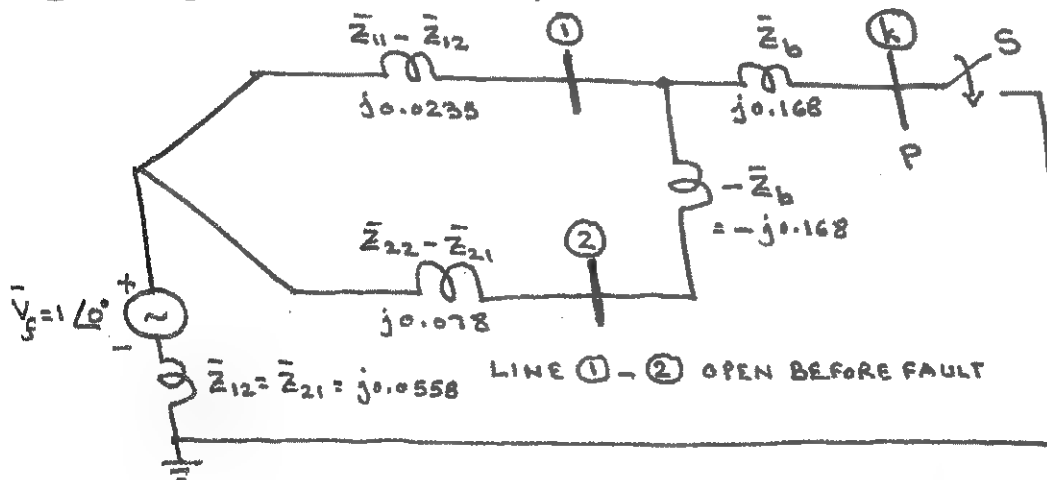 Z̄₁₁ - Z̄₁₂
①
Z̄b
ⓚ
S
j0.0235
j0.168
P
-Z̄b
= -j0.168
Z̄₂₂ - Z̄₂₁
②
j0.078
+
V̄f=1∠0°
~
-
Z̄₁₂= Z̄₂₁= j0.0558
LINE ① - ② OPEN BEFORE FAULT